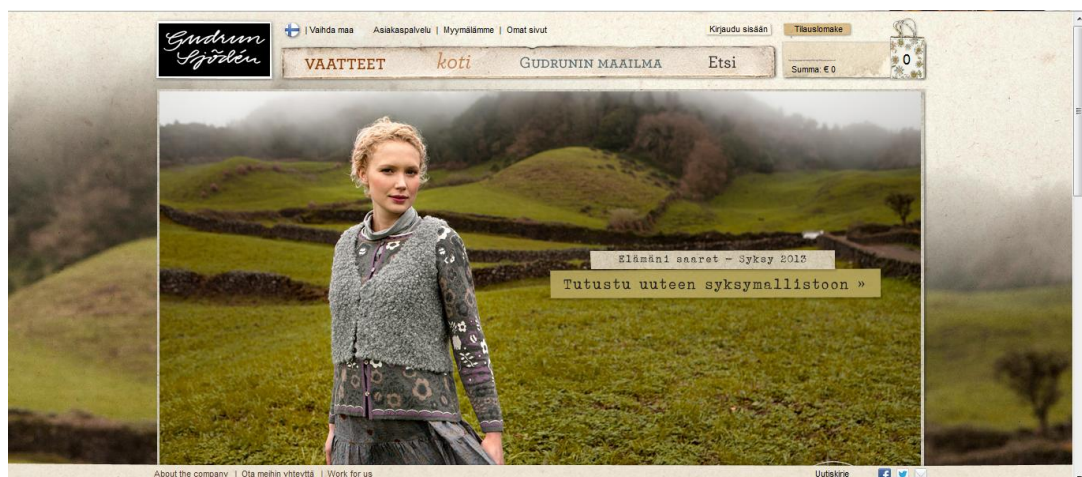 Gudrun
Sjödén
| Vaihda maa Asiakaspalvelu | Myymälämme | Omat sivut
Kirjaudu sisään
Tilauslomake
VAATTEET koti GUDRUNIN MAAILMA Etsi
Summa: € 0
0
Elämäni saaret - Syksy 2013
Tutustu uuteen syksymallistoon »
About the company | Ota meihin yhteyttä | Work for us
Uutiskirje